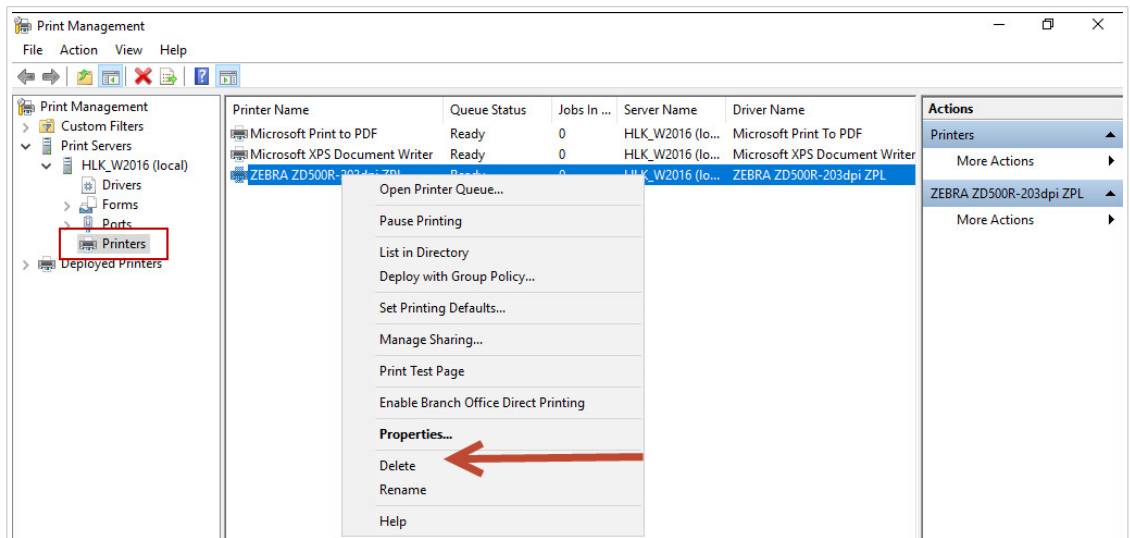 Print Management
File Action View Help
Print Management
Custom Filters
Print Servers
HLK_W2016 (local)
Drivers
Forms
Ports
Printers
Deployed Printers
Printer Name Queue Status Jobs In ... Server Name Driver Name
Microsoft Print to PDF Ready 0 HLK_W2016 (lo... Microsoft Print To PDF
Microsoft XPS Document Writer Ready 0 HLK_W2016 (lo... Microsoft XPS Document Writer
ZEBRA ZD500R-203dpi ZPL Ready 0 HLK_W2016 (lo... ZEBRA ZD500R-203dpi ZPL
Open Printer Queue...
Pause Printing
List in Directory
Deploy with Group Policy...
Set Printing Defaults...
Manage Sharing...
Print Test Page
Enable Branch Office Direct Printing
Properties...
Delete
Rename
Help
Actions
Printers
More Actions
ZEBRA ZD500R-203dpi ZPL
More Actions